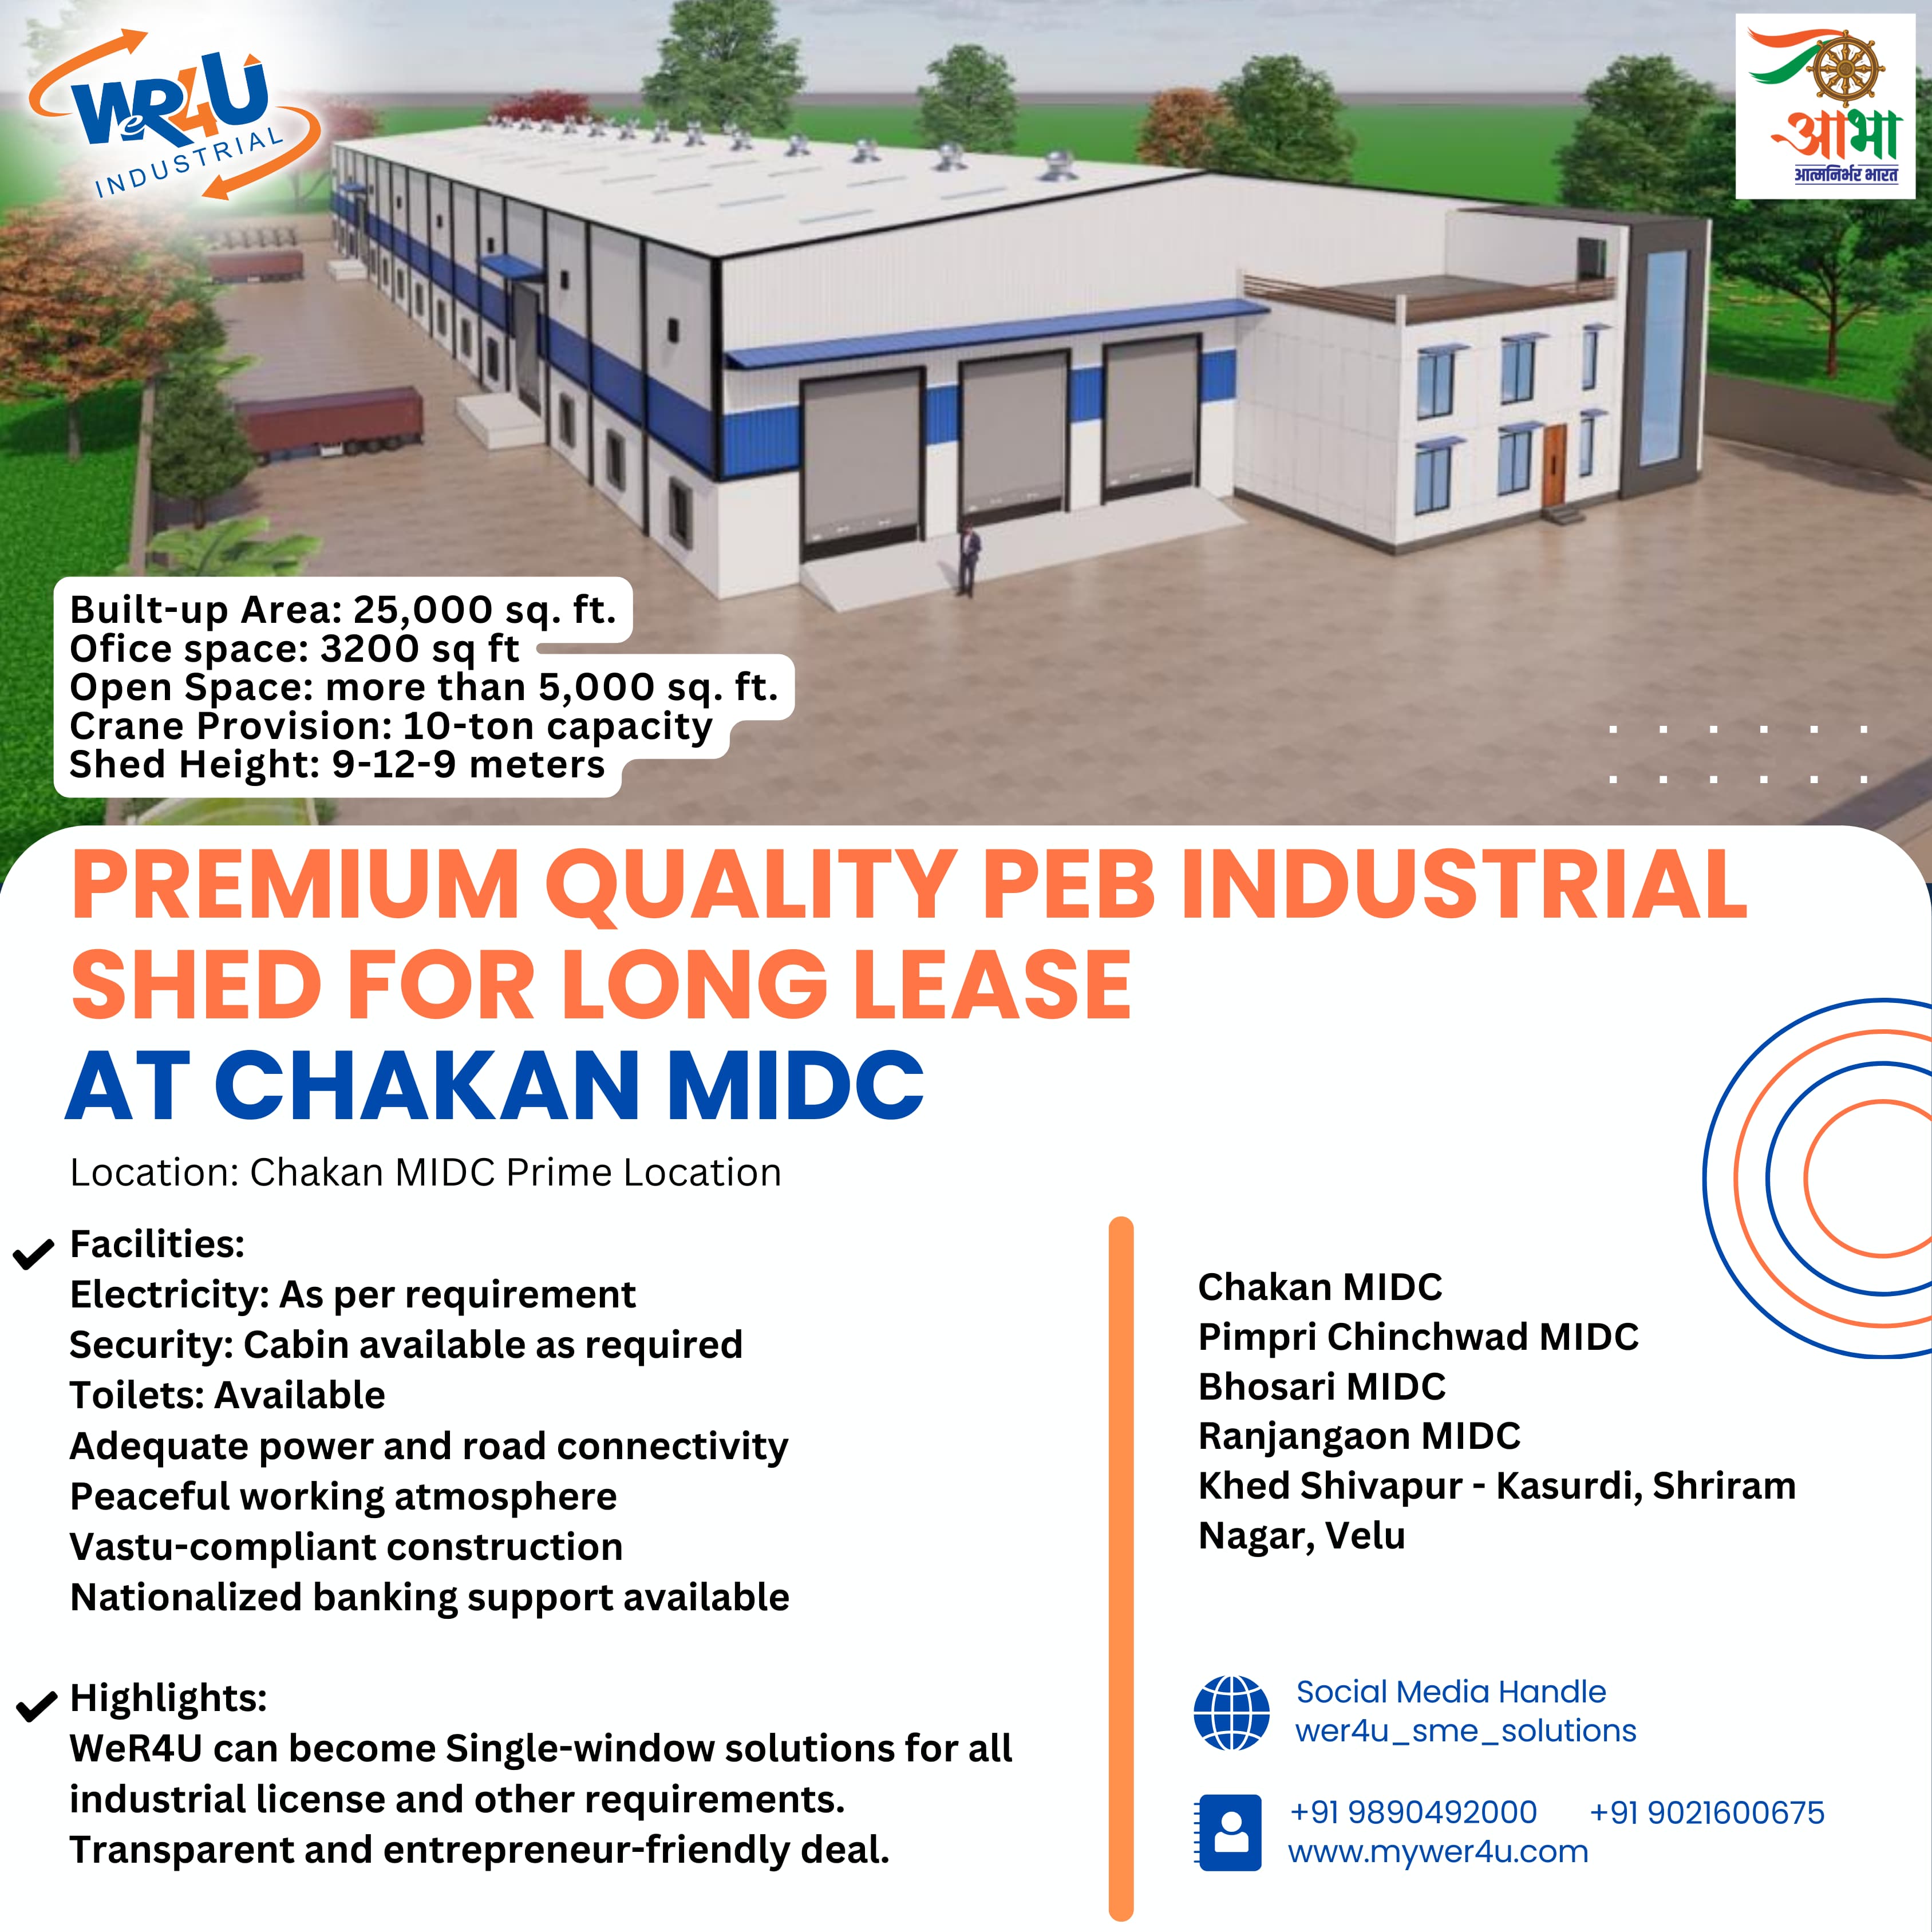 WeR4U
INDUSTRIAL
आभा
आत्मनिर्भर भारत
Built-up Area: 25,000 sq. ft.
Ofice space: 3200 sq ft
Open Space: more than 5,000 sq. ft.
Crane Provision: 10-ton capacity
Shed Height: 9-12-9 meters
PREMIUM QUALITY PEB INDUSTRIAL
SHED FOR LONG LEASE
AT CHAKAN MIDC
Location: Chakan MIDC Prime Location
Facilities:
Electricity: As per requirement
Security: Cabin available as required
Toilets: Available
Adequate power and road connectivity
Peaceful working atmosphere
Vastu-compliant construction
Nationalized banking support available
Highlights:
WeR4U can become Single-window solutions for all
industrial license and other requirements.
Transparent and entrepreneur-friendly deal.
Chakan MIDC
Pimpri Chinchwad MIDC
Bhosari MIDC
Ranjangaon MIDC
Khed Shivapur - Kasurdi, Shriram
Nagar, Velu
Social Media Handle
wer4u_sme_solutions
+91 9890492000 +91 9021600675
www.mywer4u.com